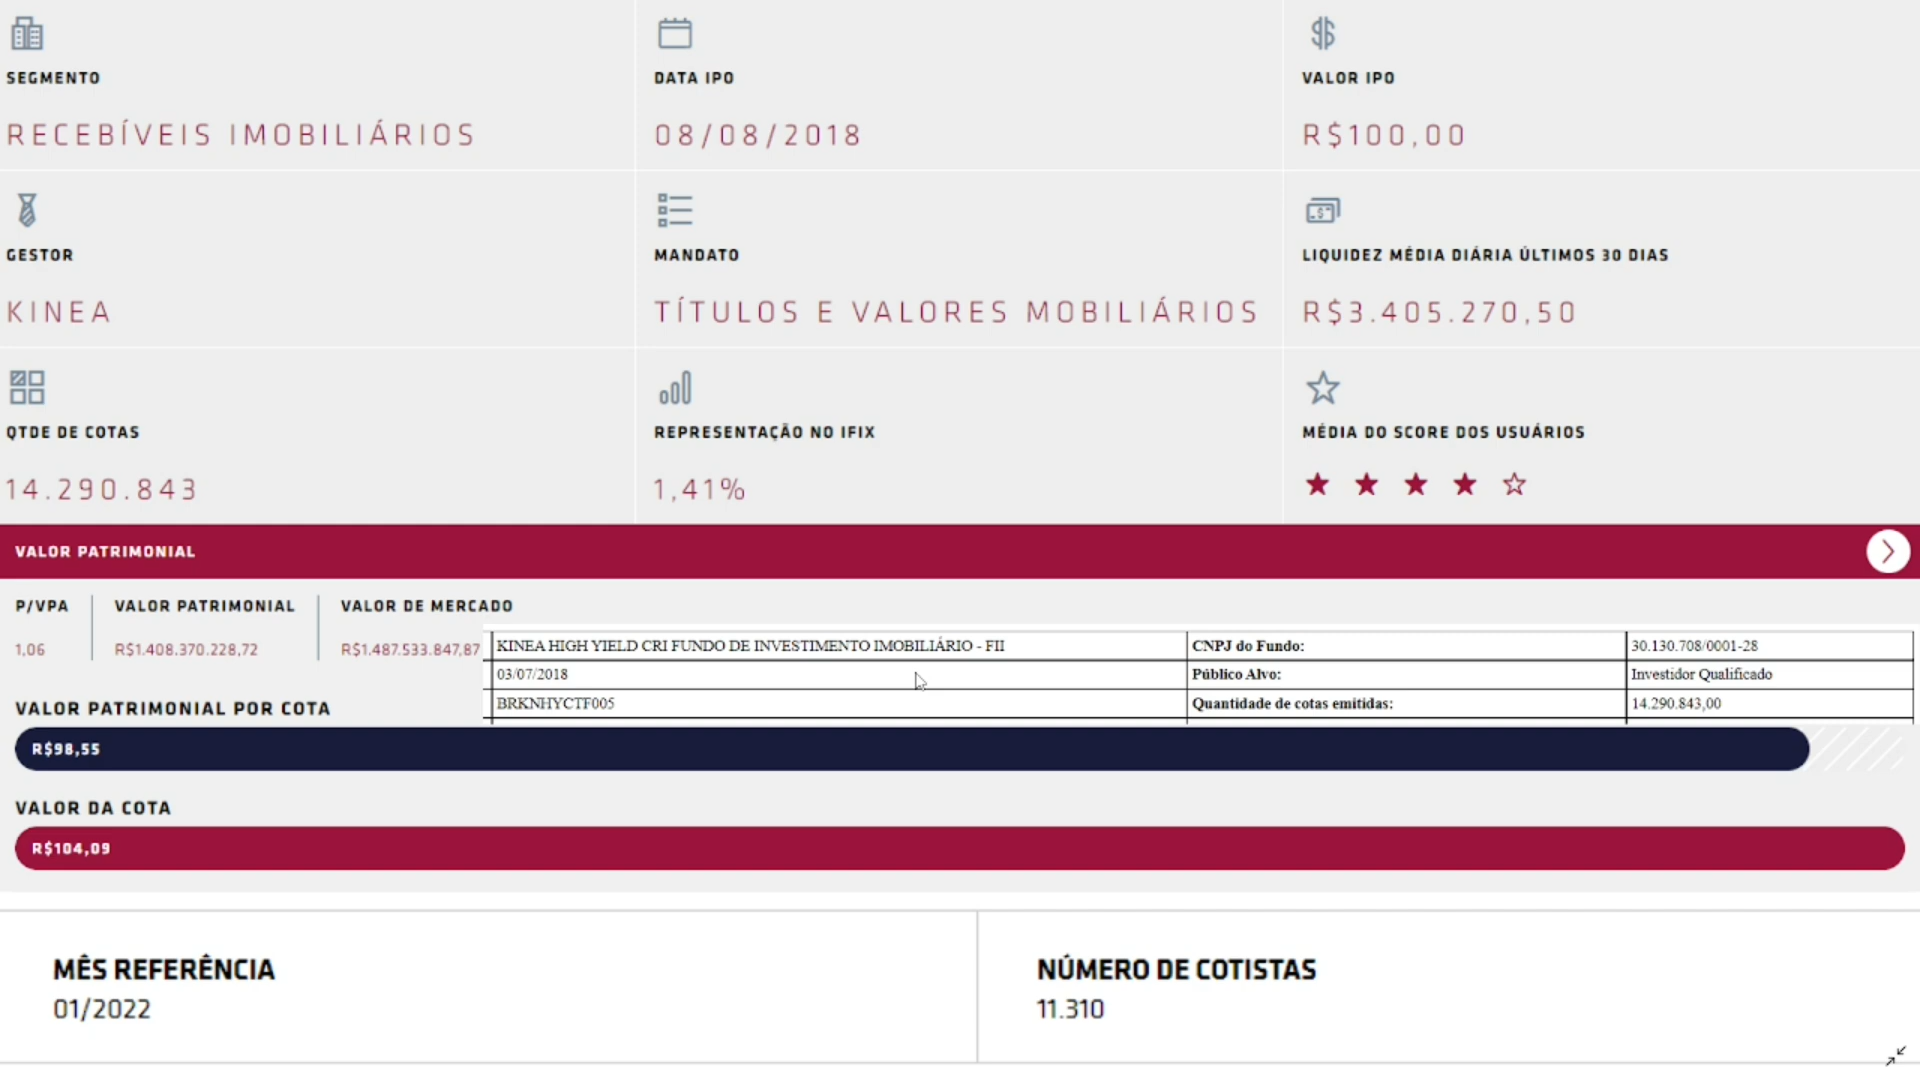 SEGMENTO
RECEBÍVEIS IMOBILIÁRIOS
DATA IPO
08/08/2018
VALOR IPO
R$100,00
GESTOR
KINEA
MANDATO
TÍTULOS E VALORES MOBILIÁRIOS
LIQUIDEZ MÉDIA DIÁRIA ÚLTIMOS 30 DIAS
R$3.405.270,50
QTDE DE COTAS
14.290.843
REPRESENTAÇÃO NO IFIX
1,41%
MÉDIA DO SCORE DOS USUÁRIOS
VALOR PATRIMONIAL
P/VPA
1,06
VALOR PATRIMONIAL
R$1.408.370.228,72
VALOR DE MERCADO
R$1.487.533.847,87
KINEA HIGH YIELD CRI FUNDO DE INVESTIMENTO IMOBILIÁRIO - FII
CNPJ do Fundo:
30.130.708/0001-28
03/07/2018
Público Alvo:
Investidor Qualificado
BRKNHYCTF005
Quantidade de cotas emitidas:
14.290.843,00
VALOR PATRIMONIAL POR COTA
R$98,55
VALOR DA COTA
R$104,09
MÊS REFERÊNCIA
01/2022
NÚMERO DE COTISTAS
11.310